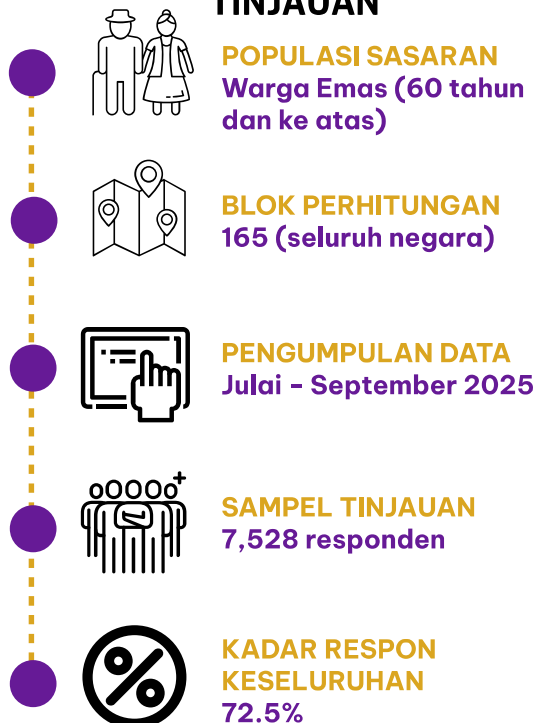 TINJAUAN
POPULASI SASARAN
Warga Emas (60 tahun
dan ke atas)
BLOK PERHITUNGAN
165 (seluruh negara)
PENGUMPULAN DATA
Julai – September 2025
SAMPEL TINJAUAN
7,528 responden
KADAR RESPON
KESELURUHAN
72.5%